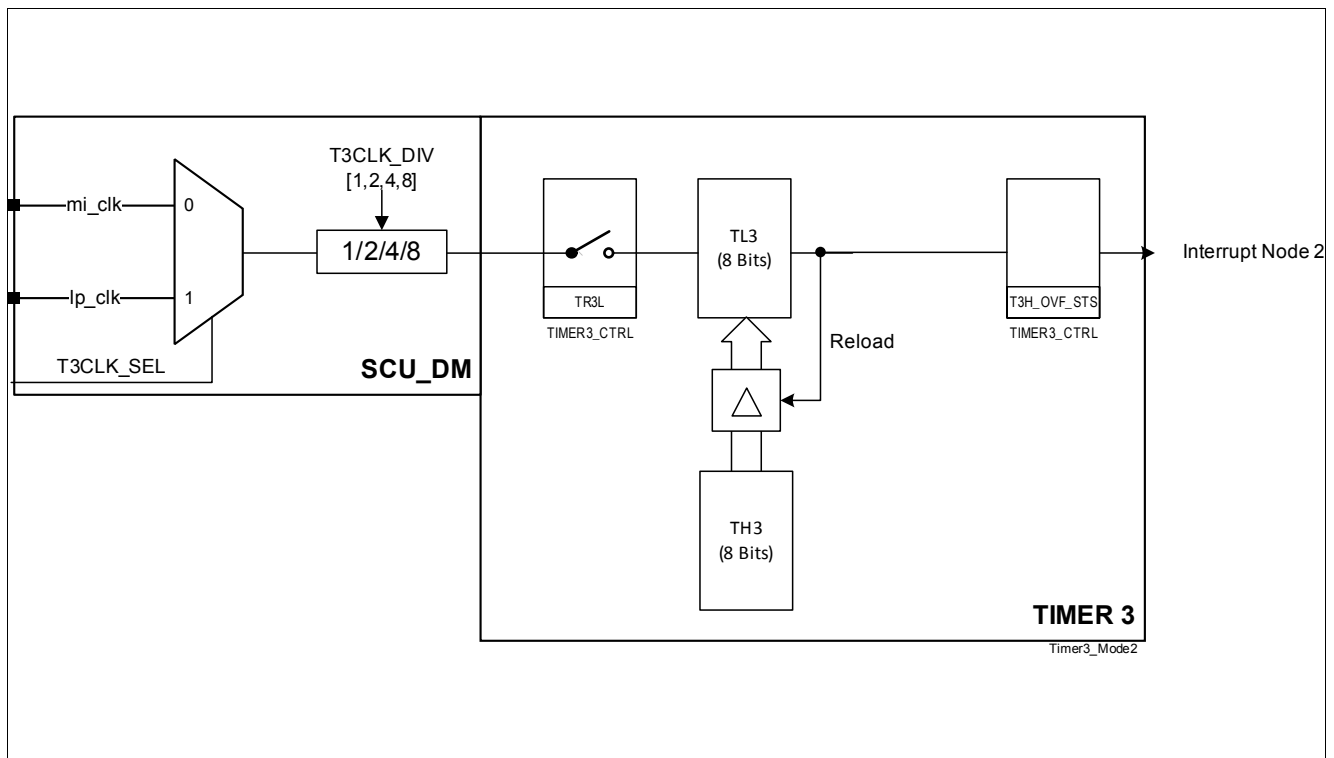 T3CLK_DIV
[1,2,4,8]
mi_clk
0
1/2/4/8
lp_clk
1
T3CLK_SEL
SCU_DM
TR3L
TIMER3_CTRL
TL3
(8 Bits)
Reload
TH3
(8 Bits)
T3H_OVF_STS
TIMER3_CTRL
Interrupt Node 2
TIMER 3
Timer3_Mode2